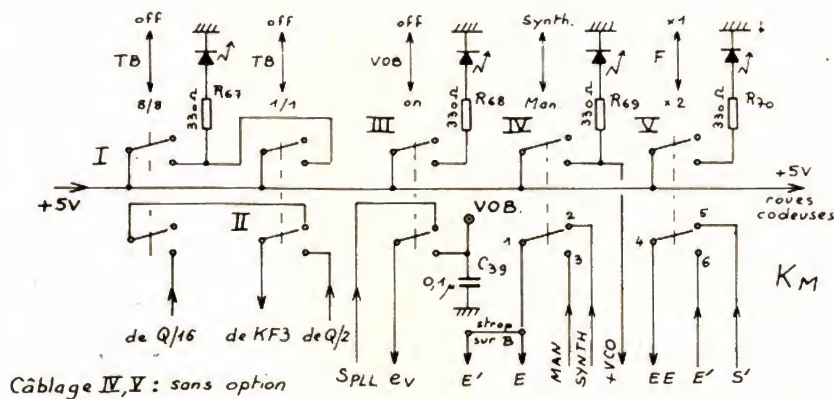 off off off Synth. x1
TB TB VOB F
8/8 1/1 on Man. x2
330Ω R67 330Ω R68 330Ω R69 330Ω R70
I III IV V
+5V +5V
roues
codeuses
II VOB.
1 2 3 4 5 6
C39
0,1µ
KM
de Q/16 de KF3 de Q/2
strap
sur B
SPLL ev E' E MAN SYNTH +VCO EE E' S'
Câblage IV, V : sans option